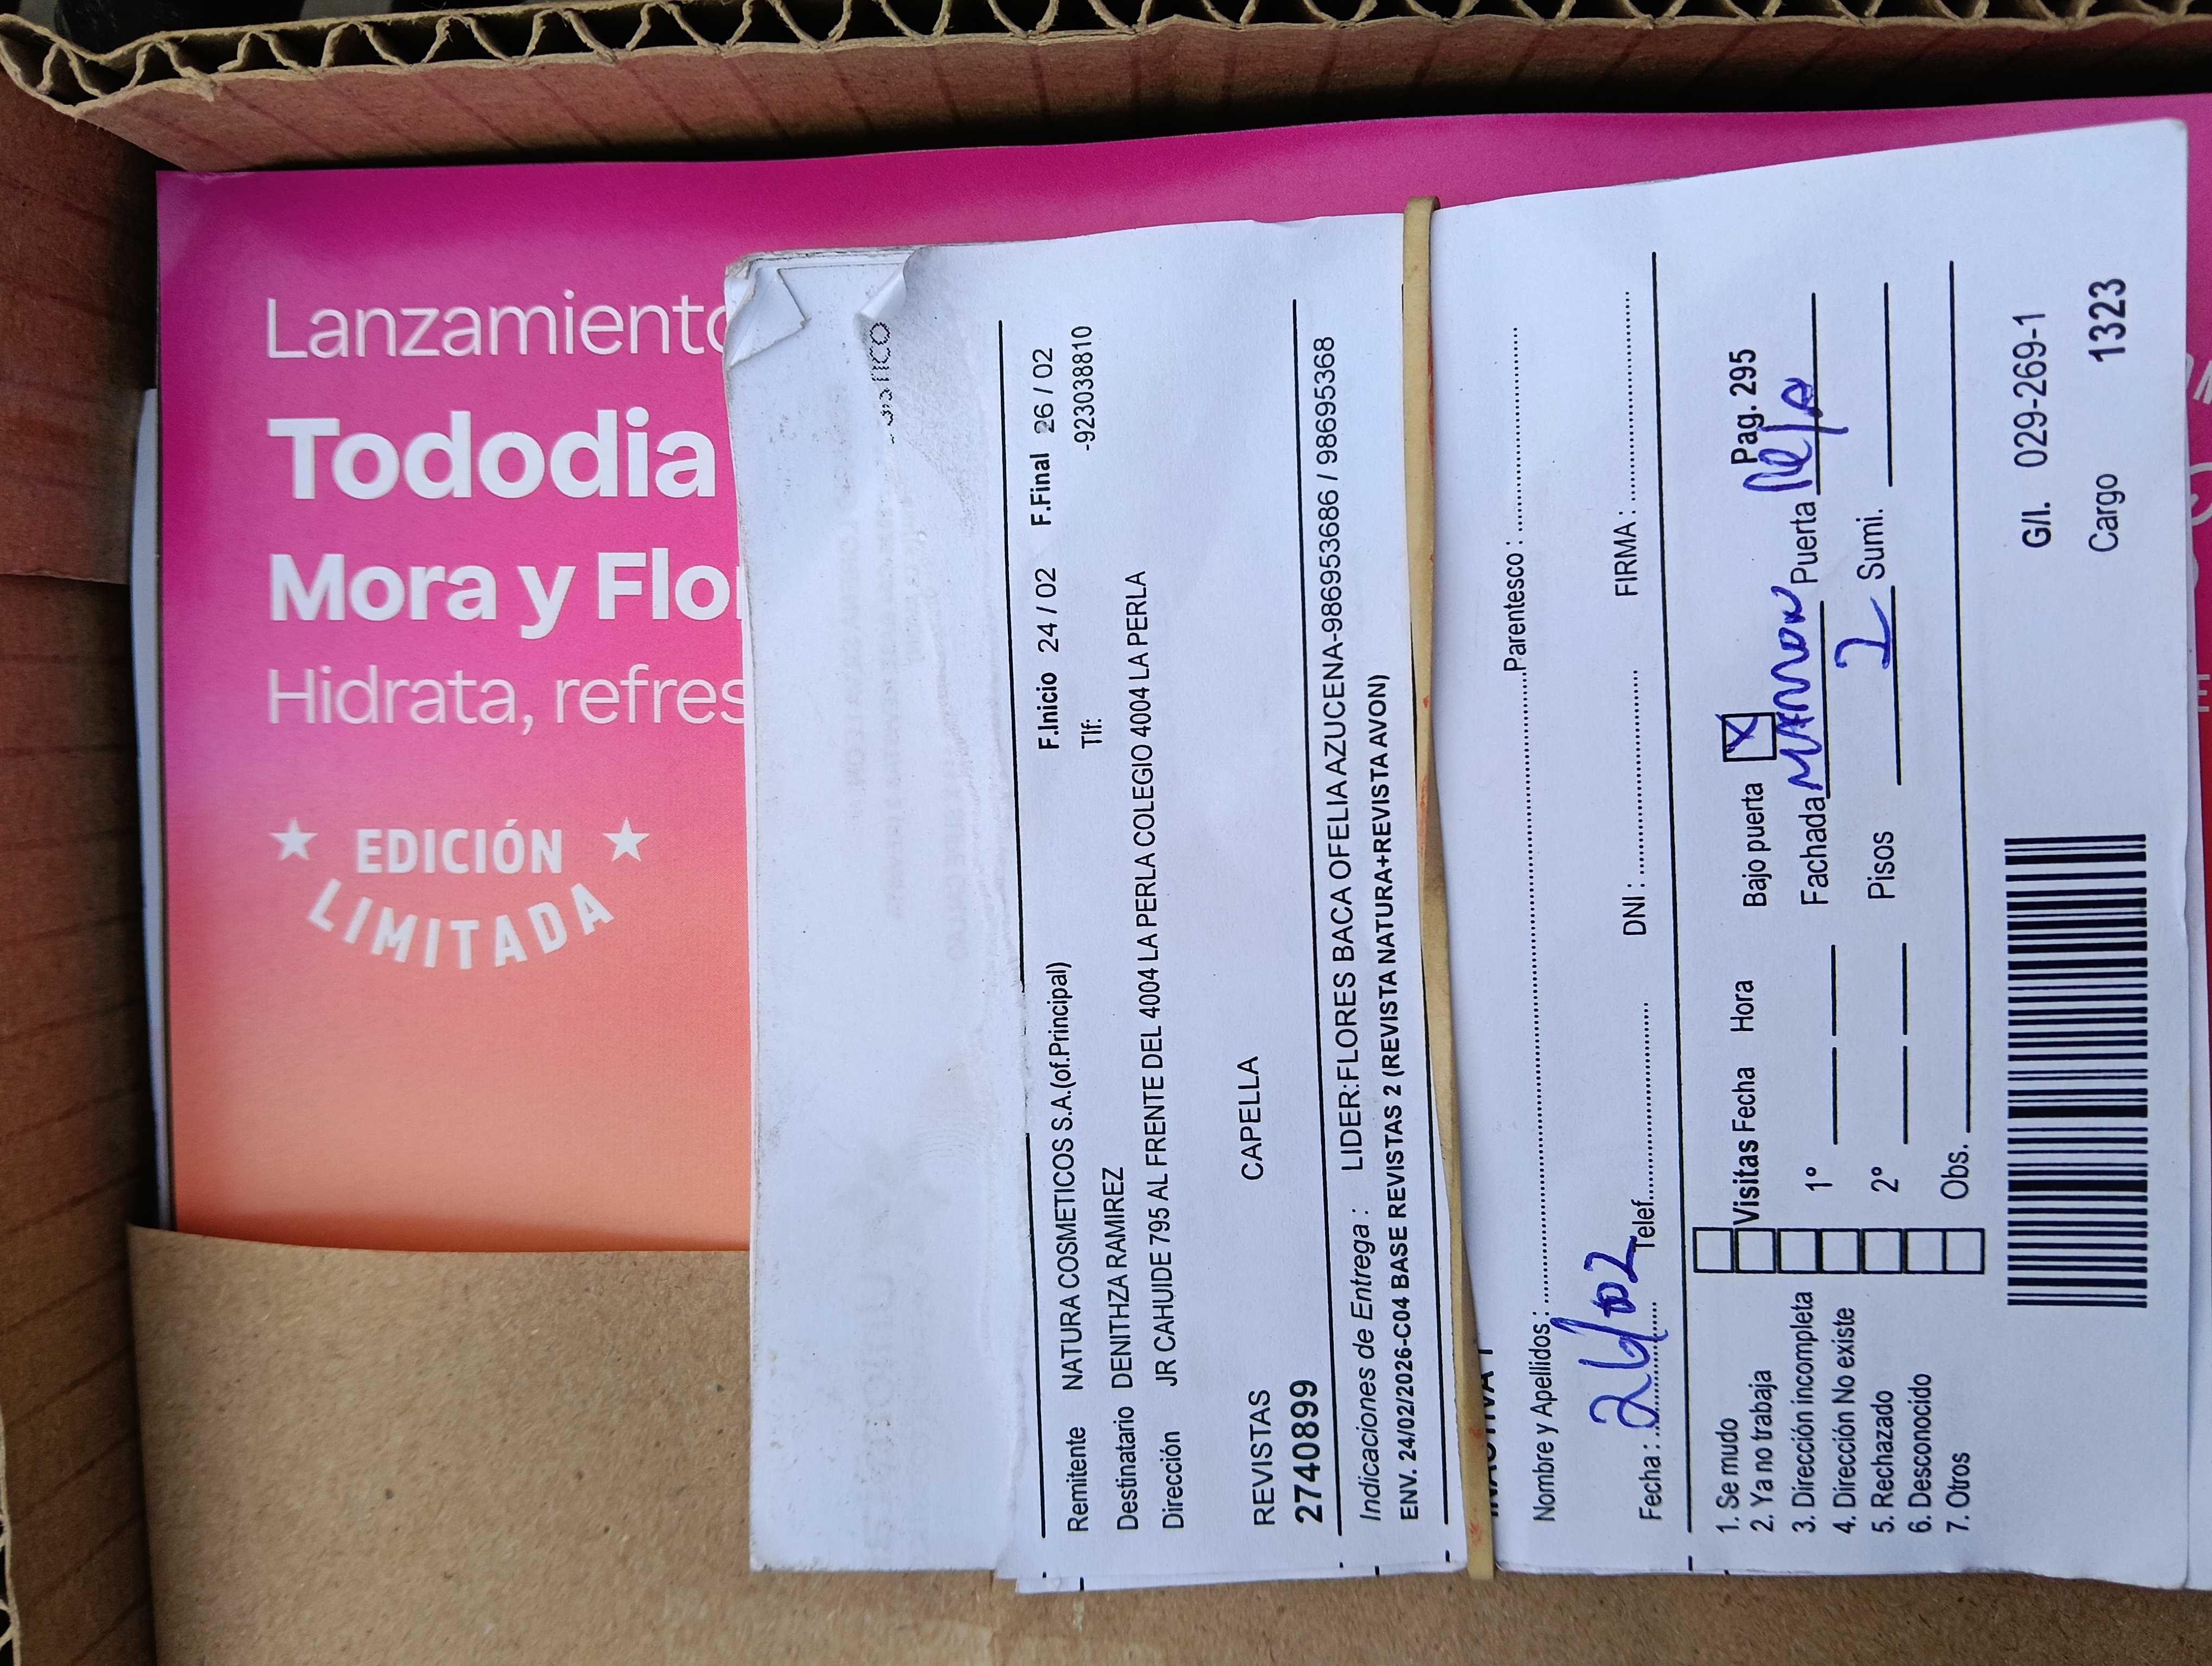 Lanzamiento
Tododia
Mora y Flor
Hidrata, refres
★ EDICIÓN ★
LIMITADA
F.Inicio 24 / 02 F.Final 26 / 02
Remitente NATURA COSMETICOS S.A.(of.Principal) Tlf: -923038810
Destinatario DENITHZA RAMIREZ
Dirección JR CAHUIDE 795 AL FRENTE DEL 4004 LA PERLA COLEGIO 4004 LA PERLA
CAPELLA
REVISTAS
2740899
Indicaciones de Entrega : LIDER:FLORES BACA OFELIA AZUCENA-986953686 / 98695368
ENV. 24/02/2026-C04 BASE REVISTAS 2 (REVISTA NATURA+REVISTA AVON)
Nombre y Apellidos: Parentesco :
Fecha : 26/02 Telef. DNI : FIRMA :
1. Se mudo
2. Ya no trabaja
3. Dirección incompleta
4. Dirección No existe
5. Rechazado
6. Desconocido
7. Otros
Visitas Fecha Hora Bajo puerta X Pag. 295
1º Fachada Marron Puerta
2º Pisos 2 Sumi.
Obs.
G/I. 029-269-1
Cargo 1323